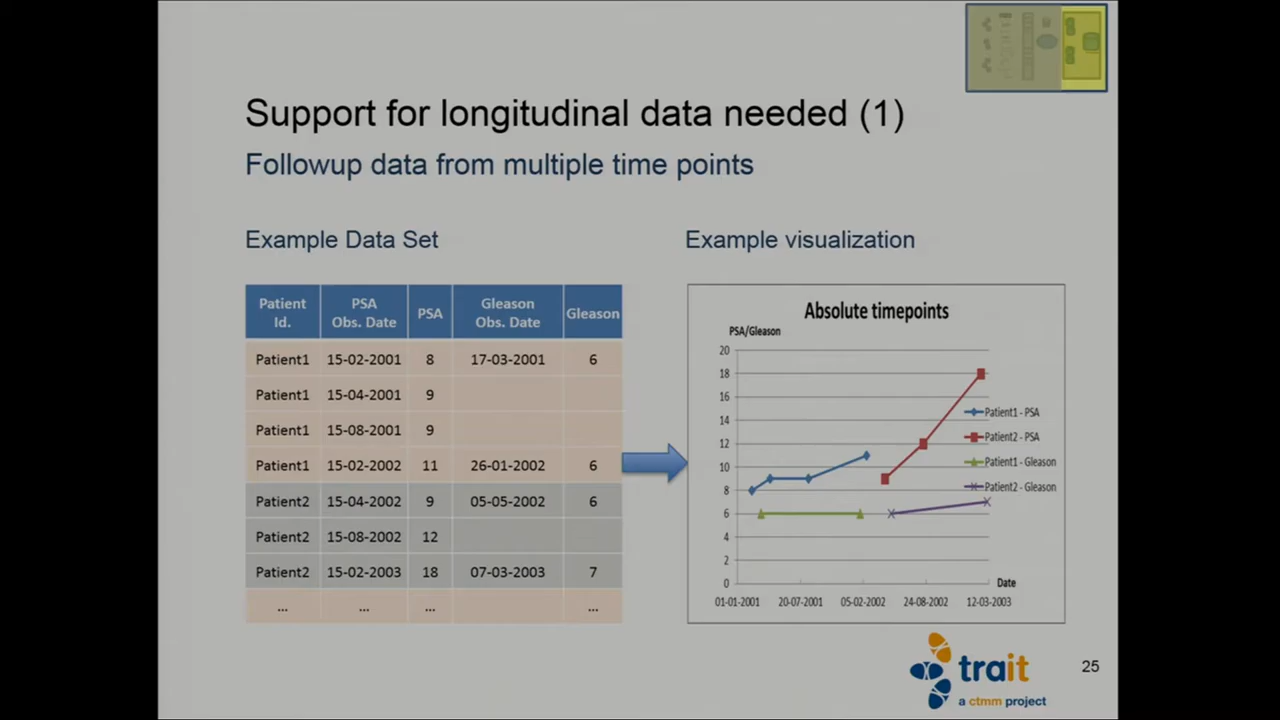 Support for longitudinal data needed (1)
Followup data from multiple time points
Example Data Set
Example visualization
Patient Id. PSA Obs. Date PSA Gleason Obs. Date Gleason
Patient1 15-02-2001 8 17-03-2001 6
Patient1 15-04-2001 9
Patient1 15-08-2001 9
Patient1 15-02-2002 11 26-01-2002 6
Patient2 15-04-2002 9 05-05-2002 6
Patient2 15-08-2002 12
Patient2 15-02-2003 18 07-03-2003 7
... ... ... ...
Absolute timepoints
PSA/Gleason
20
18
16
14
12
10
8
6
4
2
0
Patient1 - PSA
Patient2 - PSA
Patient1 - Gleason
Patient2 - Gleason
Date
01-01-2001 20-07-2001 05-02-2002 24-08-2002 12-03-2003
trait
a ctmm project
25